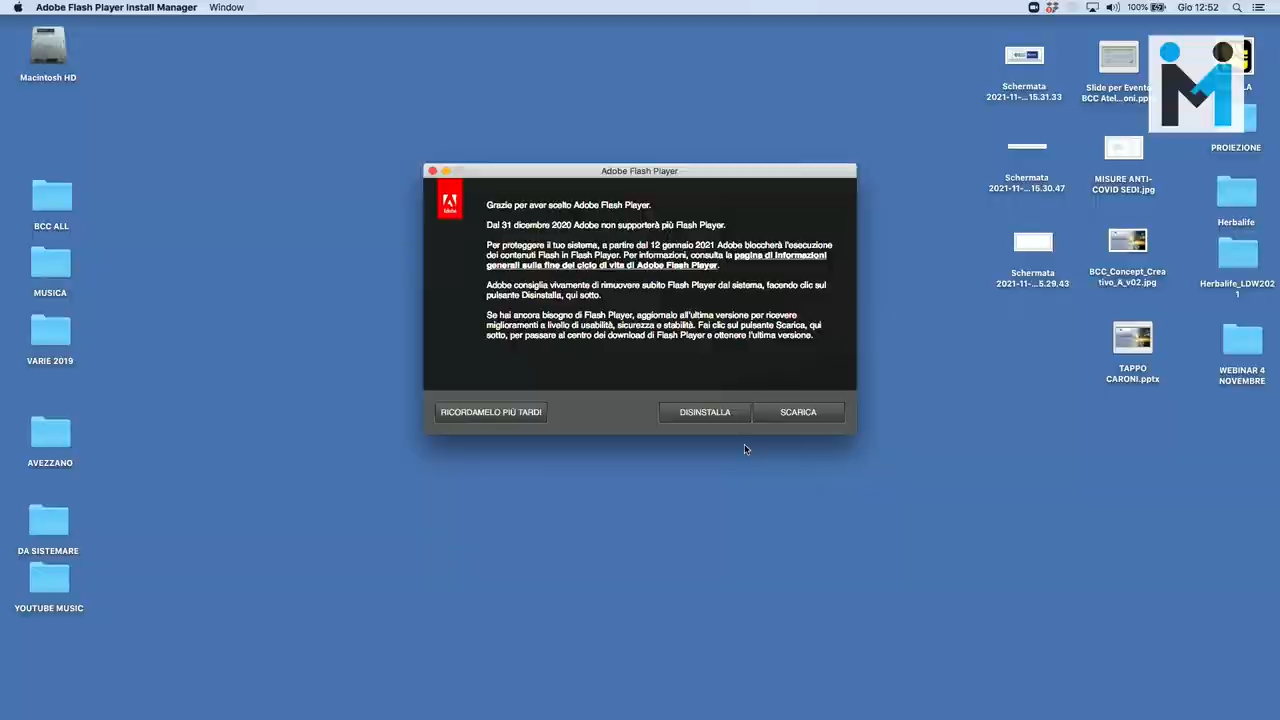 Adobe Flash Player Install Manager Window
100% Gio 12:52
Macintosh HD
BCC ALL
MUSICA
VARIE 2019
AVEZZANO
DA SISTEMARE
YOUTUBE MUSIC
Adobe Flash Player
Adobe
Grazie per aver scelto Adobe Flash Player.
Dal 31 dicembre 2020 Adobe non supporterà più Flash Player.
Per proteggere il tuo sistema, a partire dal 12 gennaio 2021 Adobe bloccherà l'esecuzione
dei contenuti Flash in Flash Player. Per informazioni, consulta la pagina di informazioni
generali sulla fine del ciclo di vita di Adobe Flash Player.
Adobe consiglia vivamente di rimuovere subito Flash Player dal sistema, facendo clic sul
pulsante Disinstalla, qui sotto.
Se hai ancora bisogno di Flash Player, aggiornalo all'ultima versione per ricevere
miglioramenti a livello di usabilità, sicurezza e stabilità. Fai clic sul pulsante Scarica, qui
sotto, per passare al centro dei download di Flash Player e ottenere l'ultima versione.
RICORDAMELO PIÙ TARDI DISINSTALLA SCARICA
Schermata
2021-11-...15.31.33
Slide per Evento
BCC Atel...oni.pptx
PROIEZIONE
Schermata
2021-11-...15.30.47
MISURE ANTI-
COVID SEDI.jpg
Herbalife
Schermata
2021-11-...5.29.43
BCC_Concept_Crea
tivo_A_v02.jpg
Herbalife_LDW202
1
TAPPO
CARONI.pptx
WEBINAR 4
NOVEMBRE